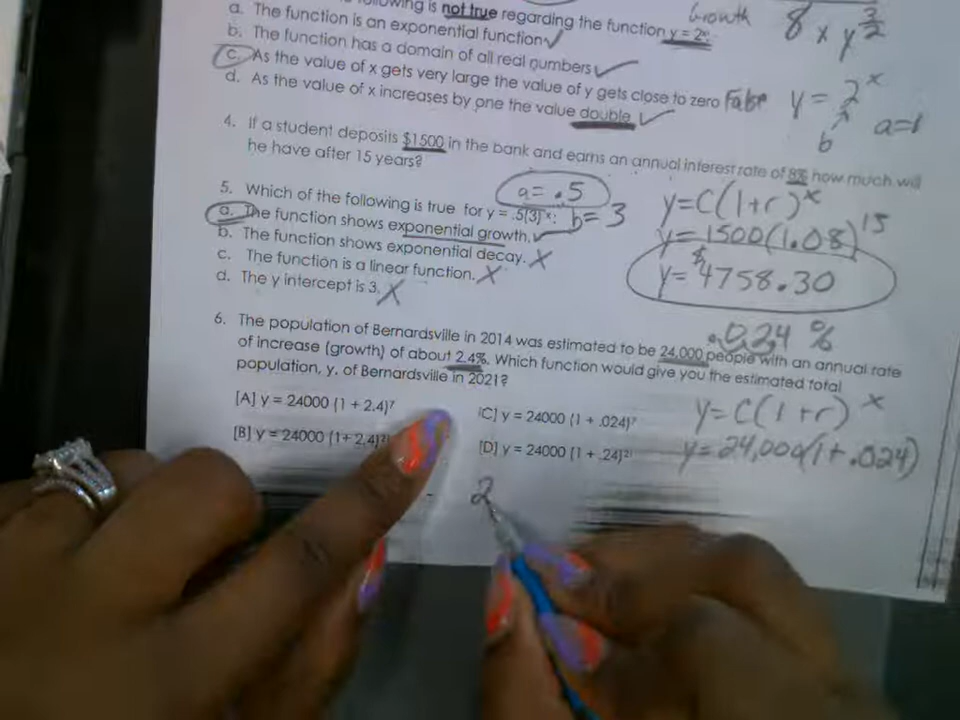 is not true regarding the function y = 2ˣ
Growth
8 x y^3/2
a. The function is an exponential function ✓
b. The function has a domain of all real numbers ✓
c. As the value of x gets very large the value of y gets close to zero False
d. As the value of x increases by one the value double ✓
y = 2ˣ
b
a=1
4. If a student deposits $1500 in the bank and earns an annual interest rate of 8% how much will
he have after 15 years?
y=C(1+r)ˣ
y= 1500(1.08)¹⁵
y= $4758.30
5. Which of the following is true for y = .5(3)ˣ:
a= .5
b= 3
a. The function shows exponential growth. ✓
b. The function shows exponential decay. X
c. The function is a linear function. X
d. The y intercept is 3. X
6. The population of Bernardsville in 2014 was estimated to be 24,000 people with an annual rate
of increase (growth) of about 2.4%. Which function would give you the estimated total
population, y, of Bernardsville in 2021?
%
[A] y = 24000 (1 + 2.4)⁷
[C] y = 24000 (1 + .024)⁷
[B] y = 24000 (1+ 2.4)
[D] y = 24000 (1 + .24)²¹
y=C(1+r)ˣ
y=24,000(1+.024)
2